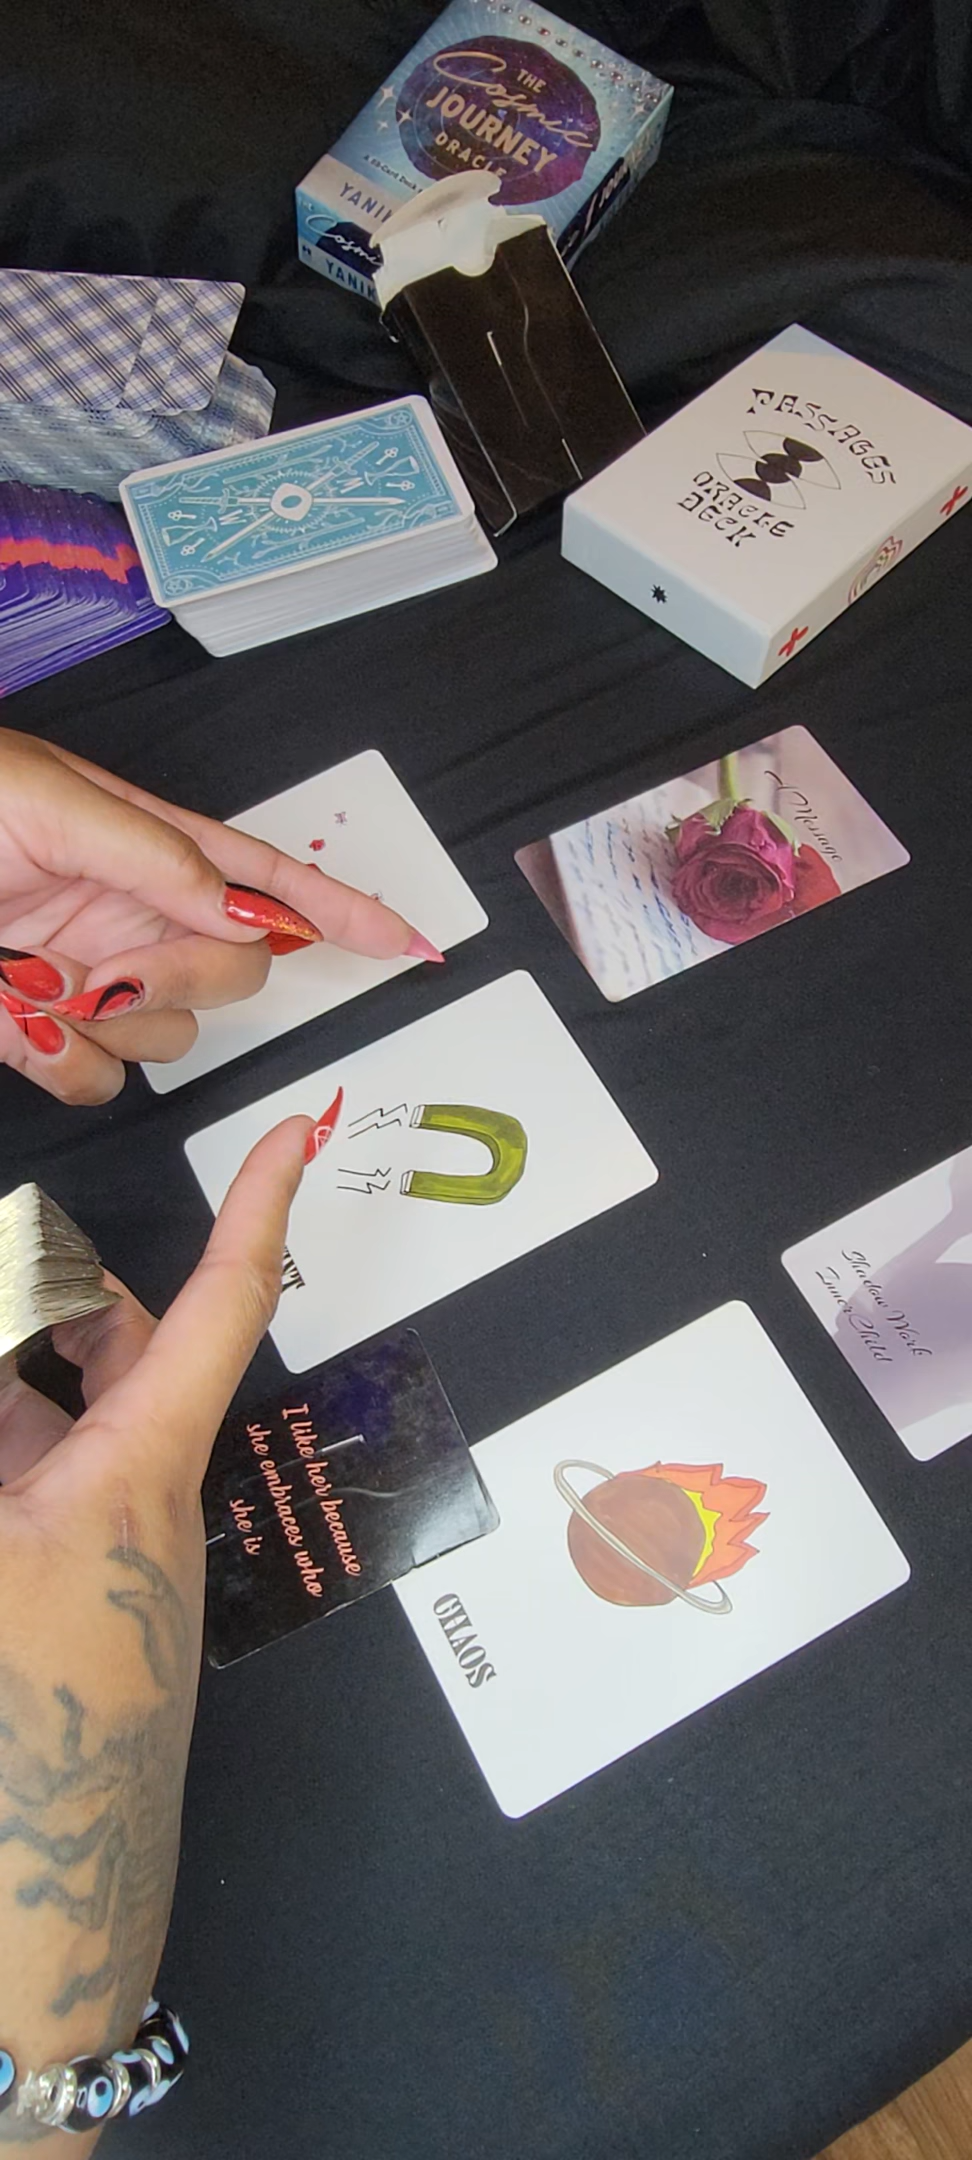 THE
Cosmic
JOURNEY
ORACLE
Cosmic
PASSAGES
ORACLE
DECK
A Message
Shadow Work
Inner Child
I like her because
she embraces who
she is
CHAOS